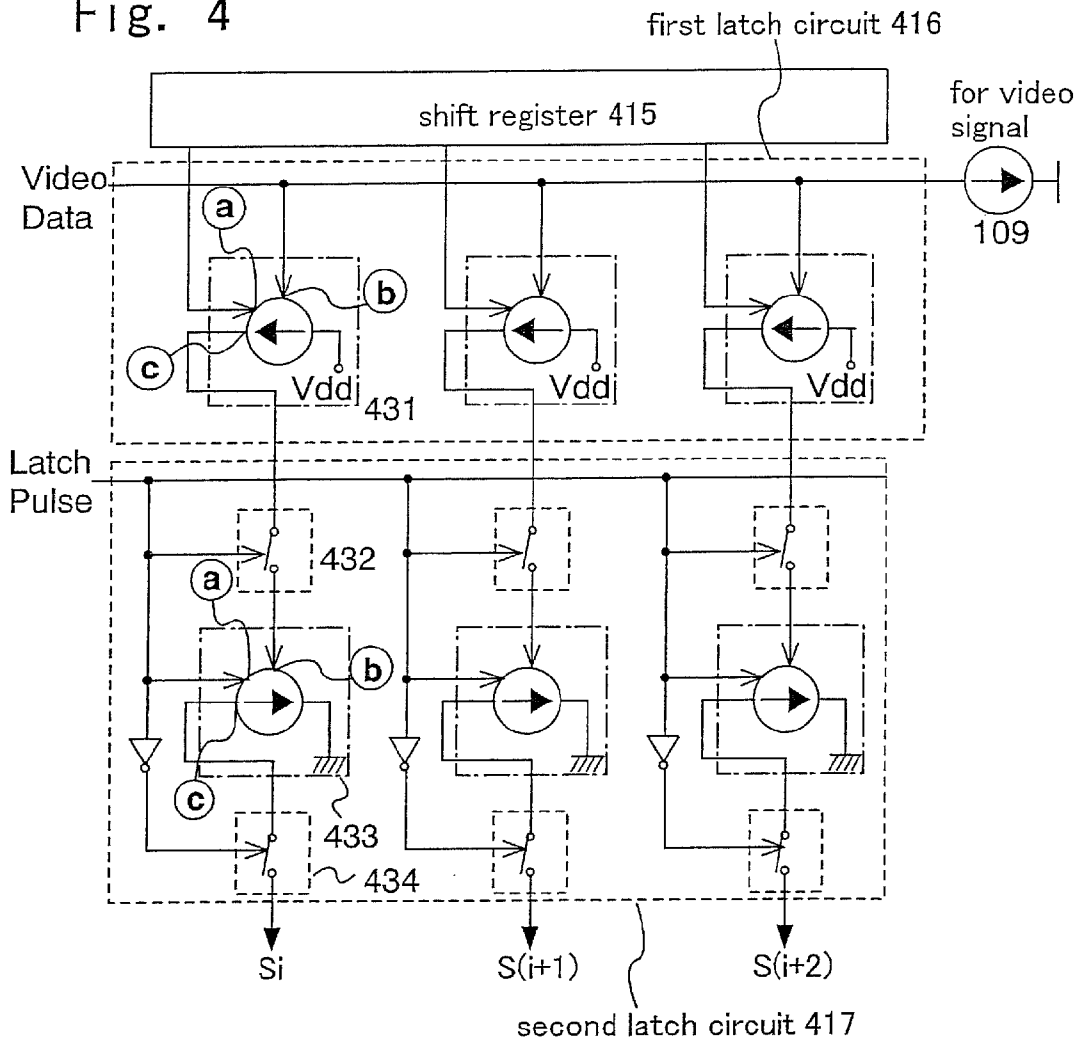 Fig. 4
first latch circuit 416
shift register 415
for video
signal
109
Video
Data
a
b
c
Vdd
431
Vdd
Vdd
Latch
Pulse
432
a
b
c
433
434
Si
S(i+1)
S(i+2)
second latch circuit 417